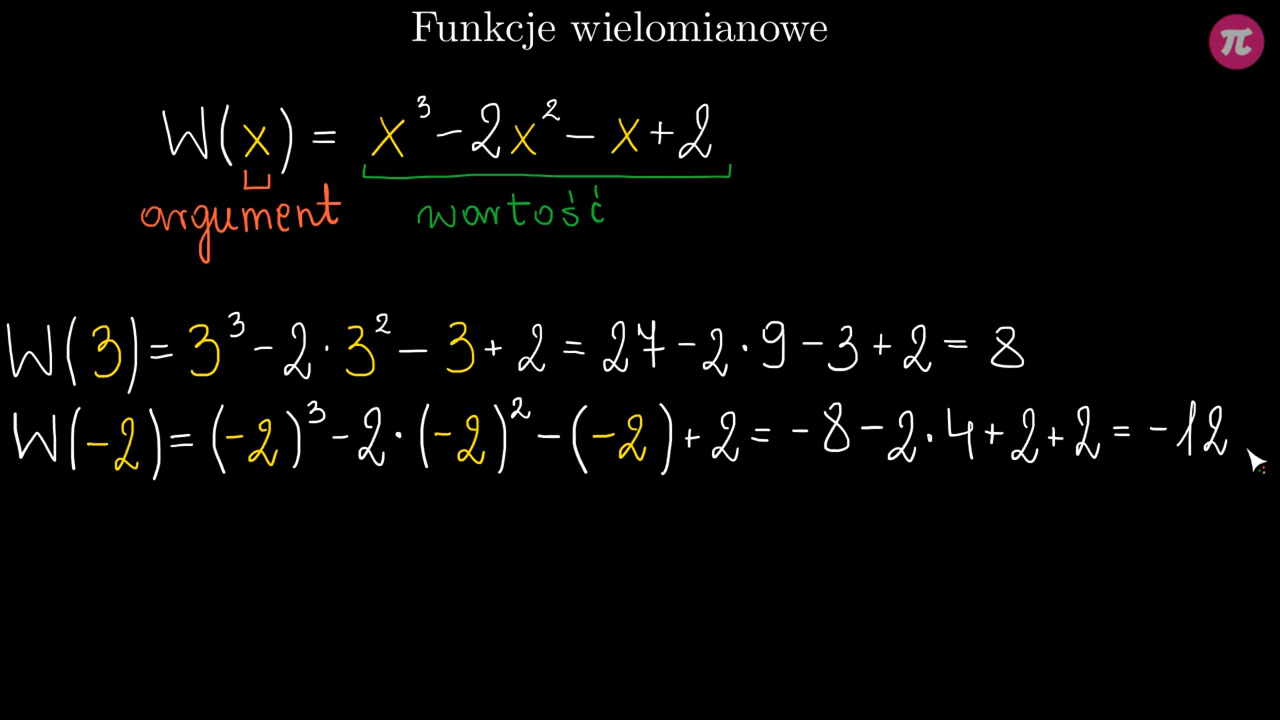 Funkcje wielomianowe
π
W(x) = x³ - 2x² - x + 2
argument wartość
W(3) = 3³ - 2 · 3² - 3 + 2 = 27 - 2 · 9 - 3 + 2 = 8
W(-2) = (-2)³ - 2 · (-2)² - (-2) + 2 = -8 - 2 · 4 + 2 + 2 = -12